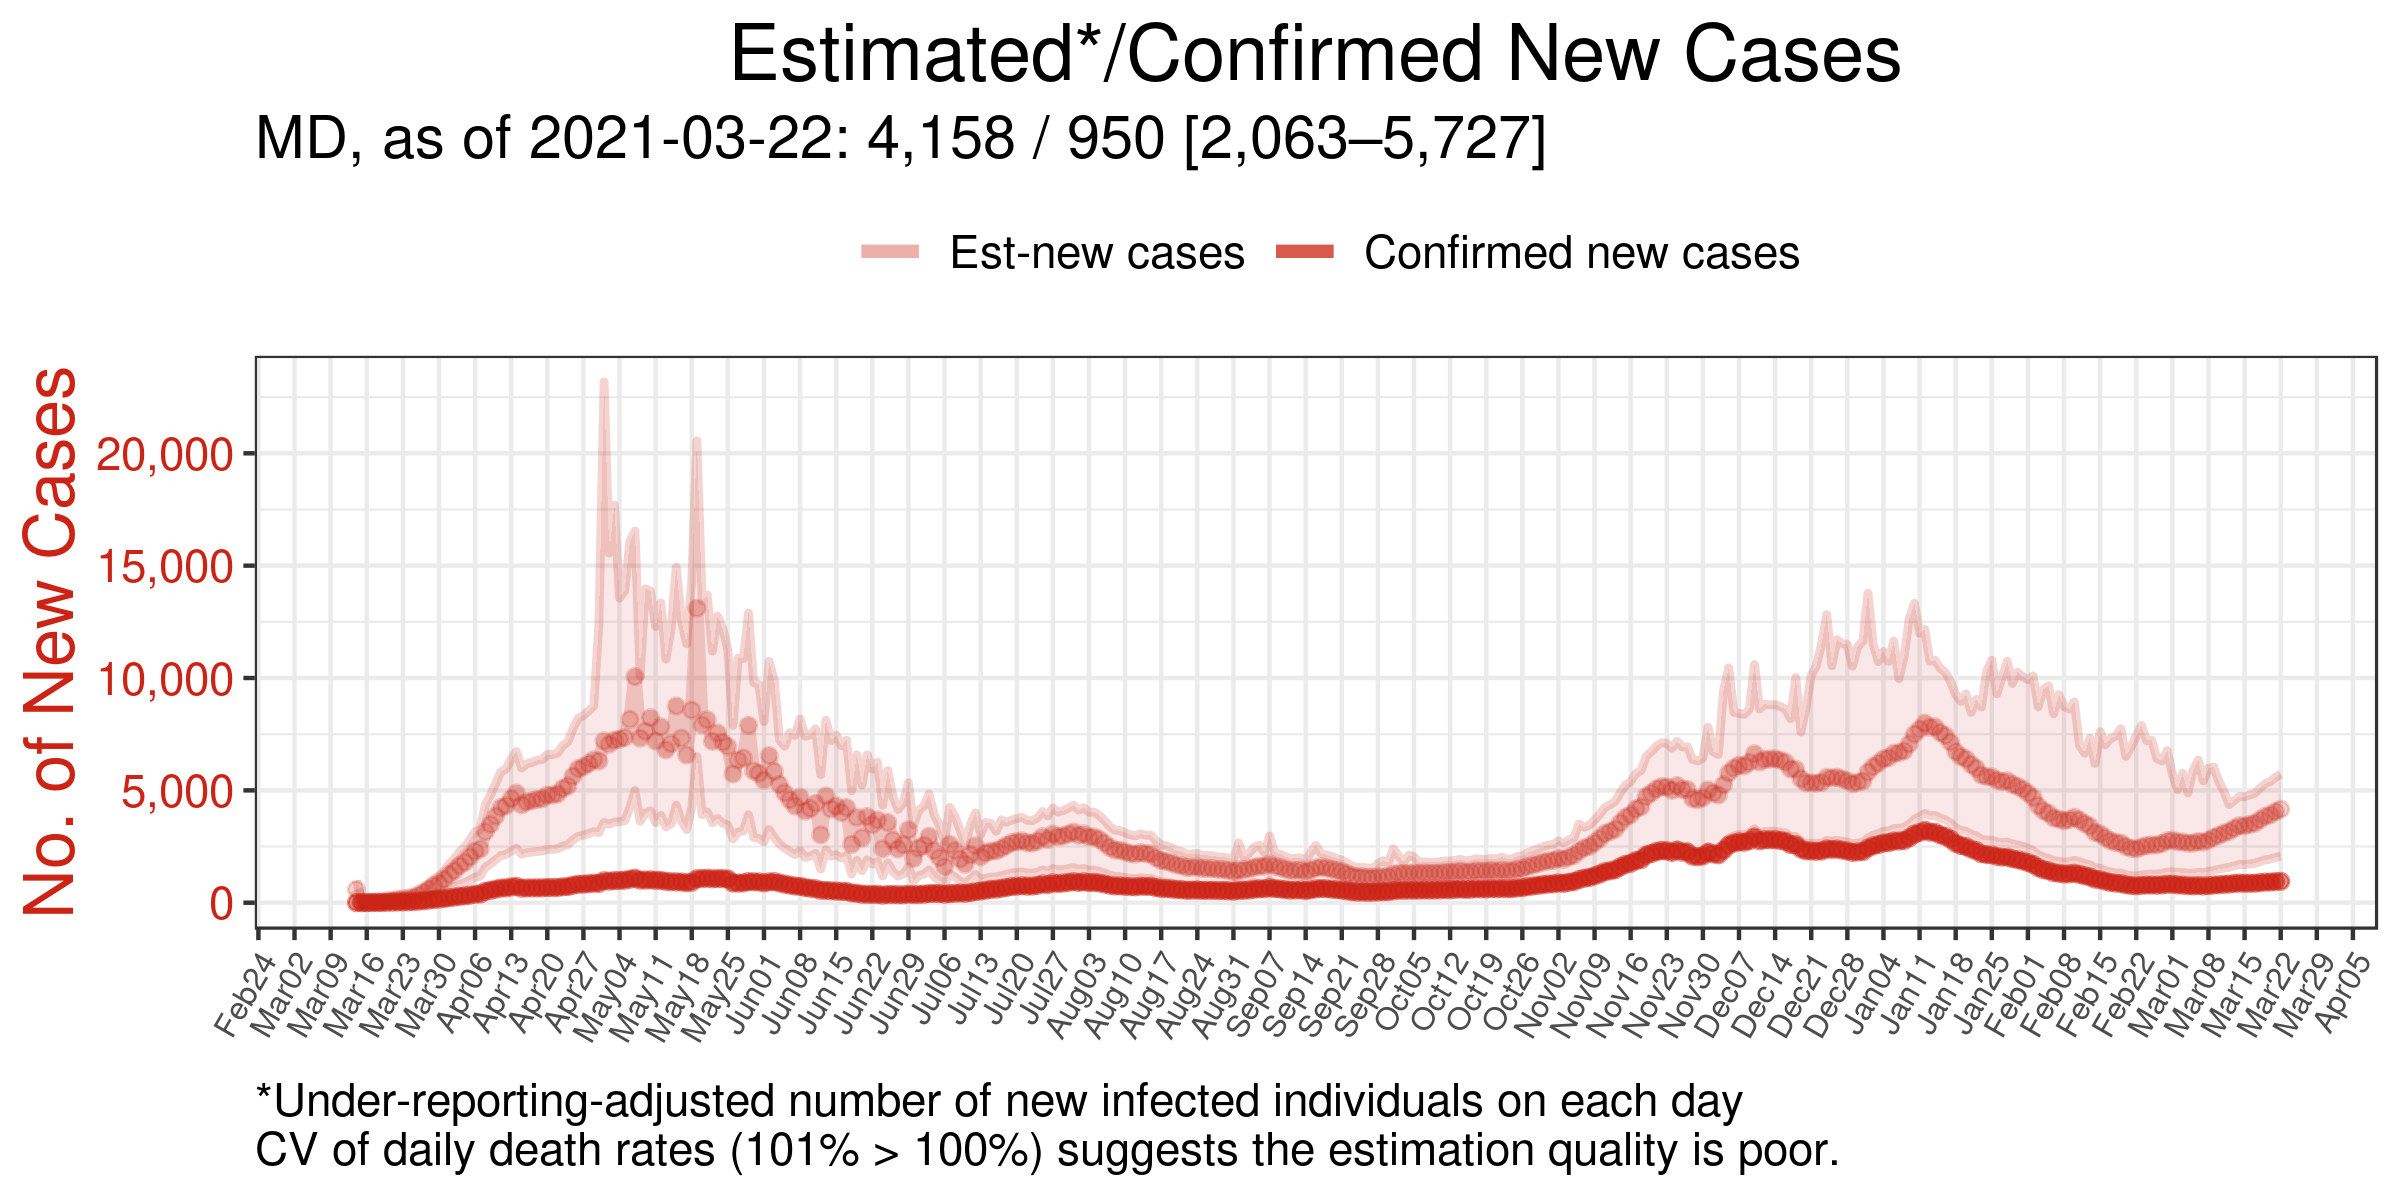 Estimated*/Confirmed New Cases
MD, as of 2021-03-22: 4,158 / 950 [2,063–5,727]
Est-new cases Confirmed new cases
No. of New Cases
20,000
15,000
10,000
5,000
0
Feb24 Mar02 Mar09 Mar16 Mar23 Mar30 Apr06 Apr13 Apr20 Apr27 May04 May11 May18 May25 Jun01 Jun08 Jun15 Jun22 Jun29 Jul06 Jul13 Jul20 Jul27 Aug03 Aug10 Aug17 Aug24 Aug31 Sep07 Sep14 Sep21 Sep28 Oct05 Oct12 Oct19 Oct26 Nov02 Nov09 Nov16 Nov23 Nov30 Dec07 Dec14 Dec21 Dec28 Jan04 Jan11 Jan18 Jan25 Feb01 Feb08 Feb15 Feb22 Mar01 Mar08 Mar15 Mar22 Mar29 Apr05
*Under-reporting-adjusted number of new infected individuals on each day
CV of daily death rates (101% > 100%) suggests the estimation quality is poor.